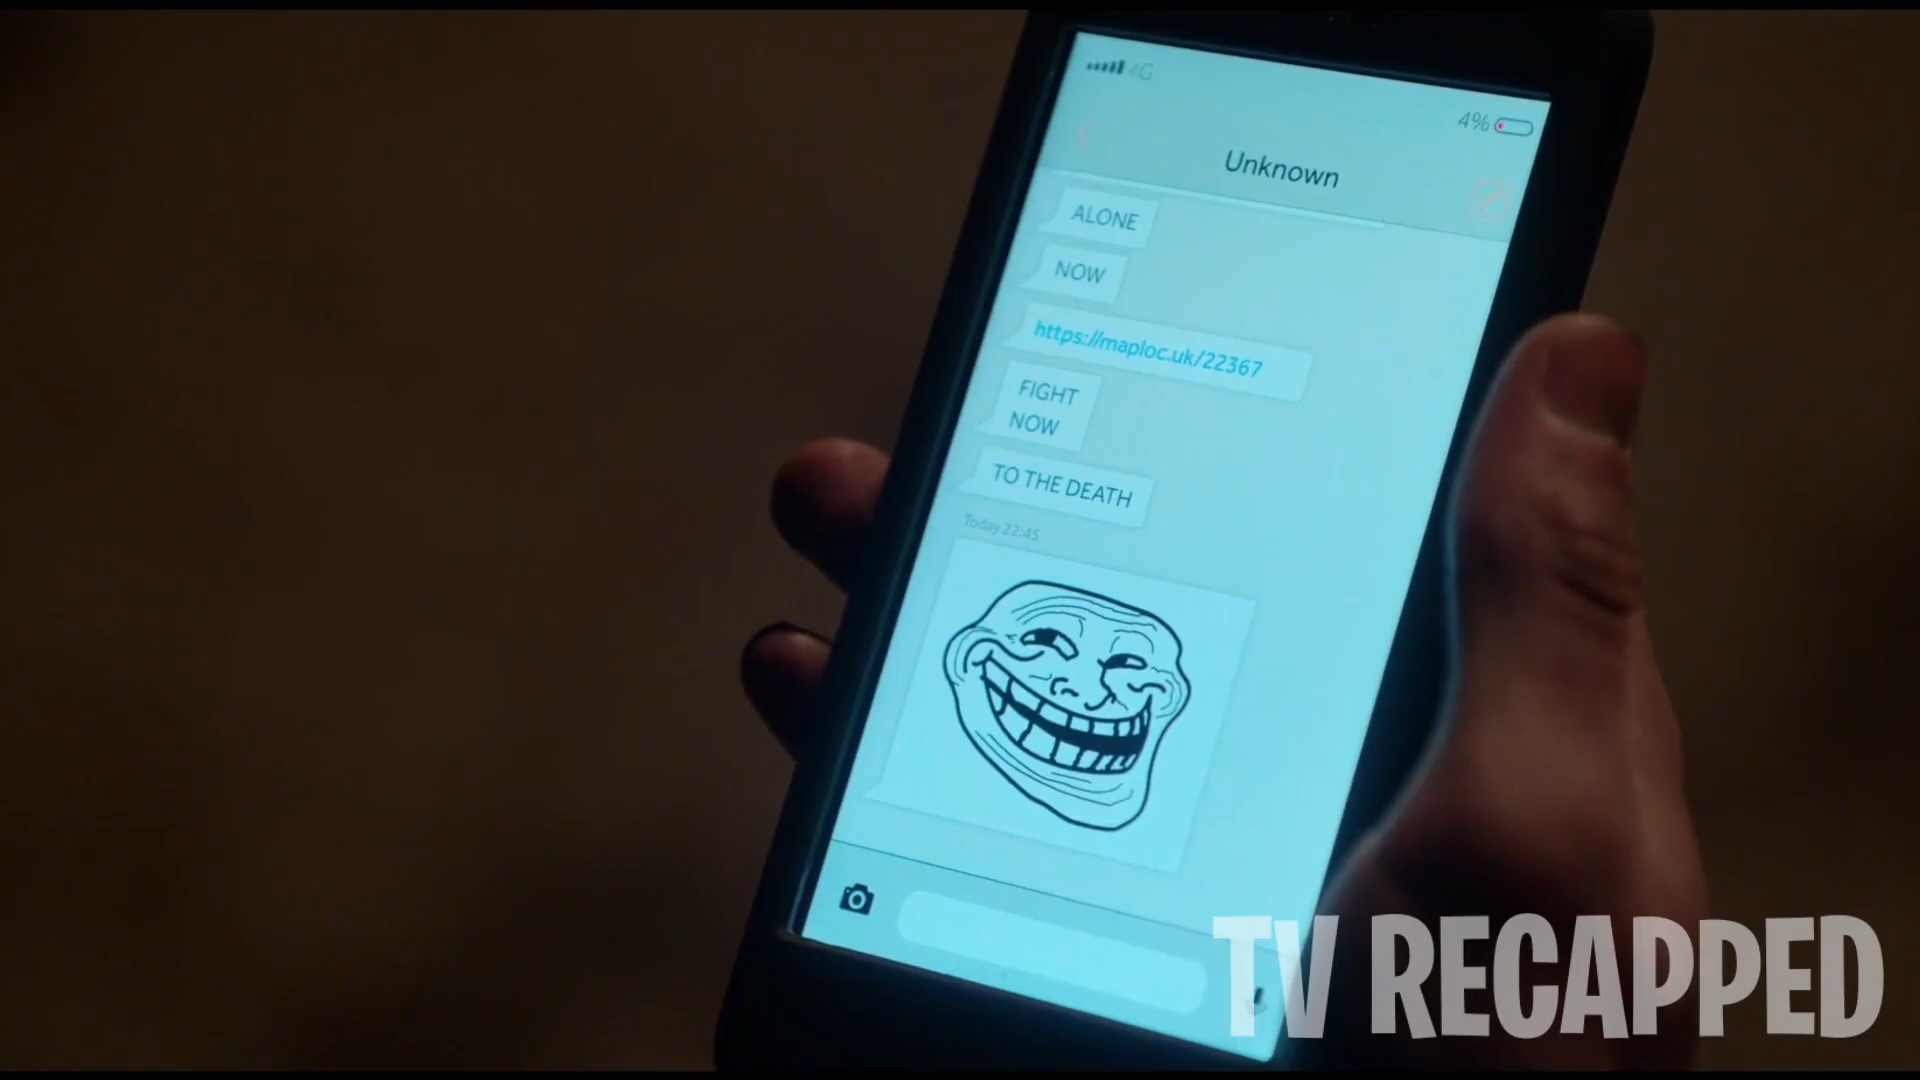 4G
4%
Unknown
ALONE
NOW
https://maploc.uk/22367
FIGHT
NOW
TO THE DEATH
Today 22:45
TV RECAPPED